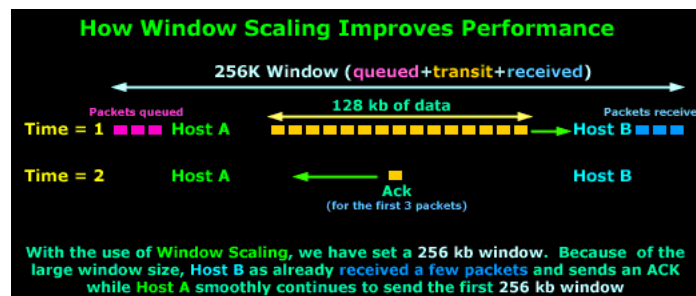 How Window Scaling Improves Performance
256K Window (queued+transit+received)
Packets queued
128 kb of data
Packets receive
Time = 1 Host A Host B
Time = 2 Host A Host B
Ack
(for the first 3 packets)
With the use of Window Scaling, we have set a 256 kb window. Because of the
large window size, Host B as already received a few packets and sends an ACK
while Host A smoothly continues to send the first 256 kb window